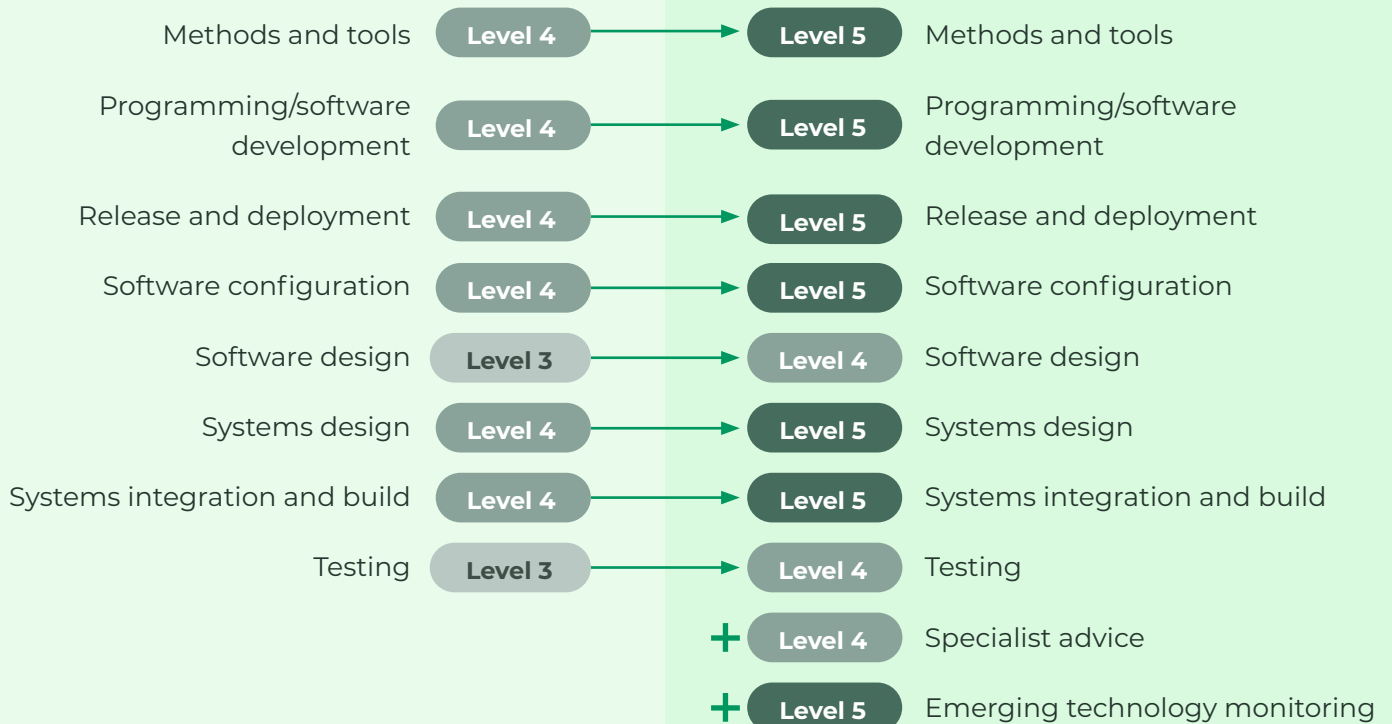 Methods and tools Level 4 Level 5 Methods and tools
Programming/software
development Level 4 Level 5 Programming/software
development
Release and deployment Level 4 Level 5 Release and deployment
Software configuration Level 4 Level 5 Software configuration
Software design Level 3 Level 4 Software design
Systems design Level 4 Level 5 Systems design
Systems integration and build Level 4 Level 5 Systems integration and build
Testing Level 3 Level 4 Testing
+ Level 4 Specialist advice
+ Level 5 Emerging technology monitoring